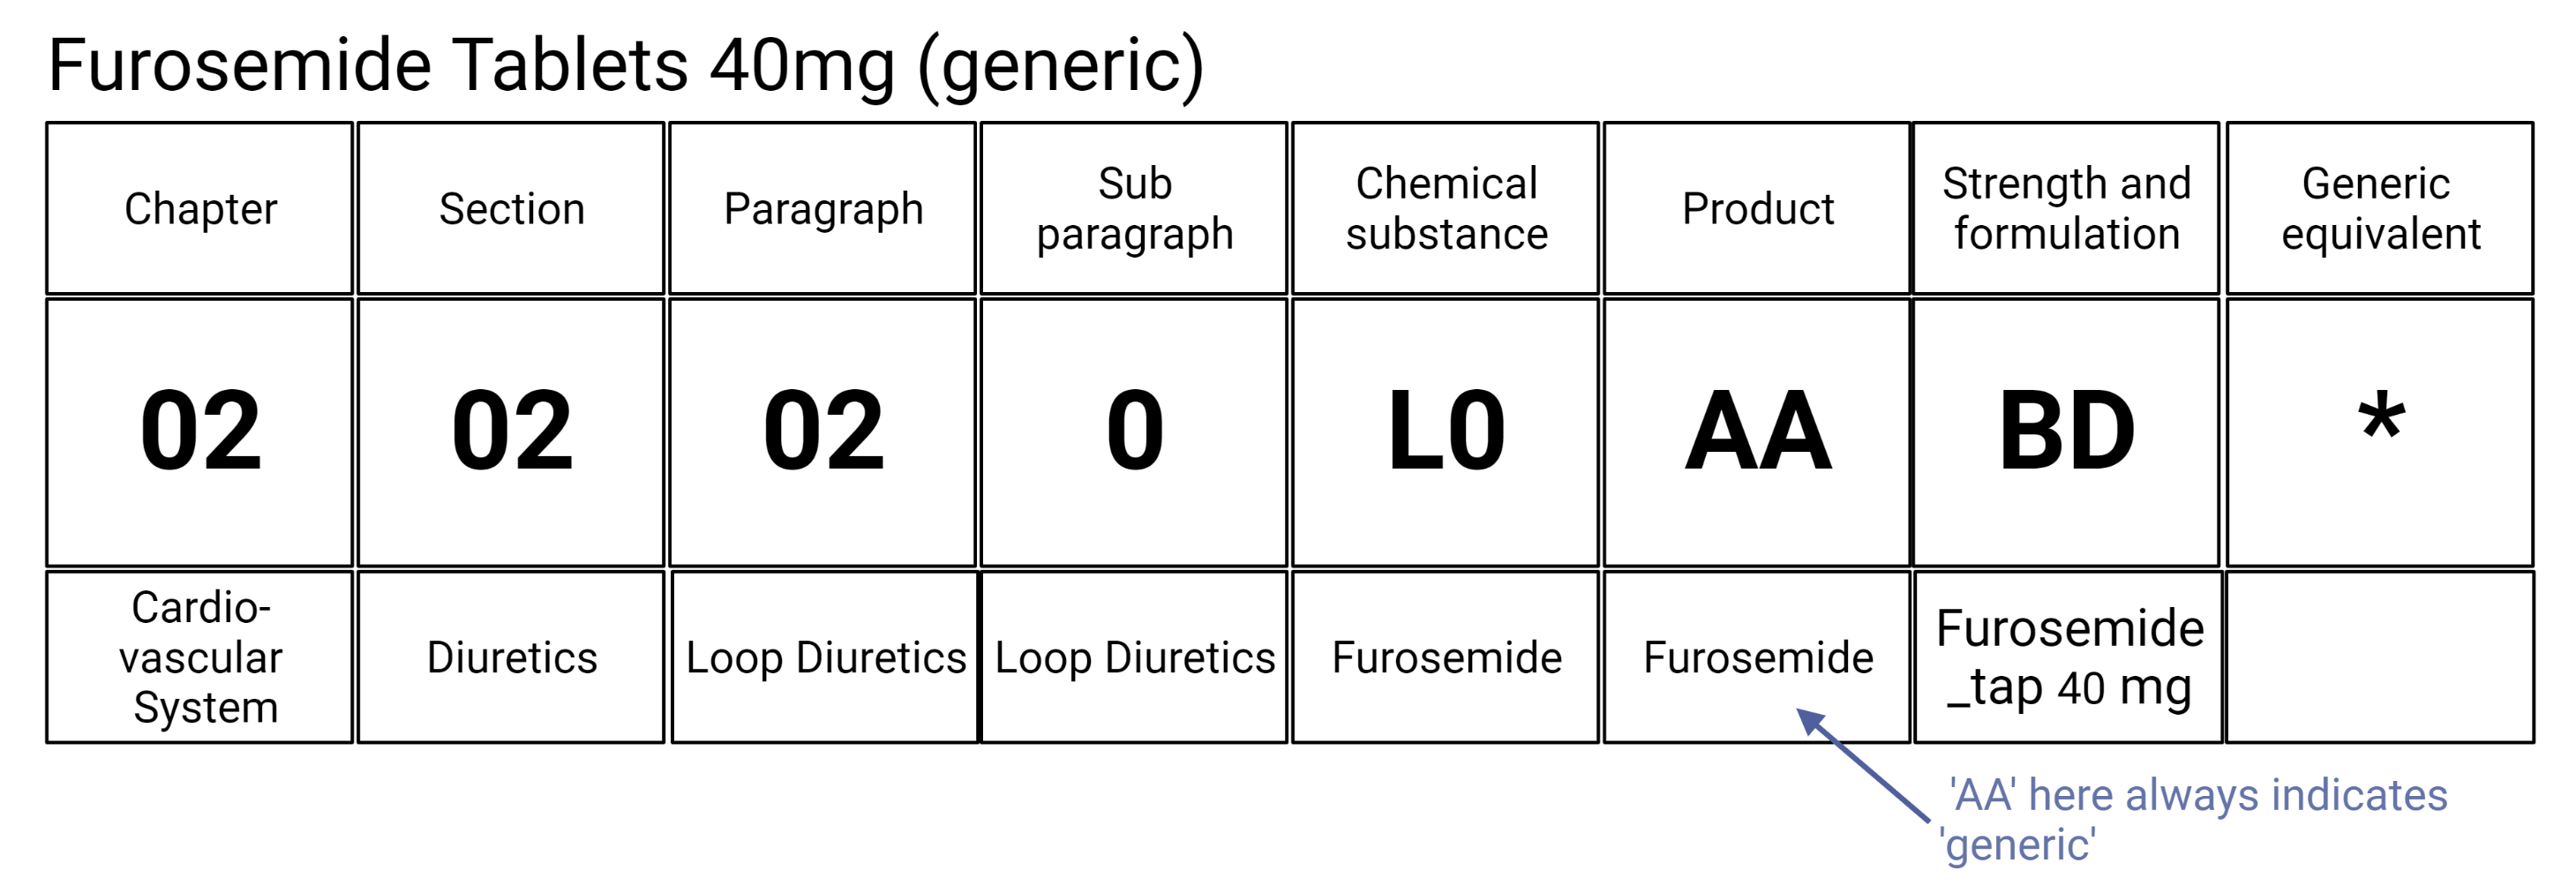 Furosemide Tablets 40mg (generic)
Chapter
Section
Paragraph
Sub
paragraph
Chemical
substance
Product
Strength and
formulation
Generic
equivalent
02
02
02
0
L0
AA
BD
*
Cardio-
vascular
System
Diuretics
Loop Diuretics
Loop Diuretics
Furosemide
Furosemide
Furosemide
_tap 40 mg
'AA' here always indicates
'generic'